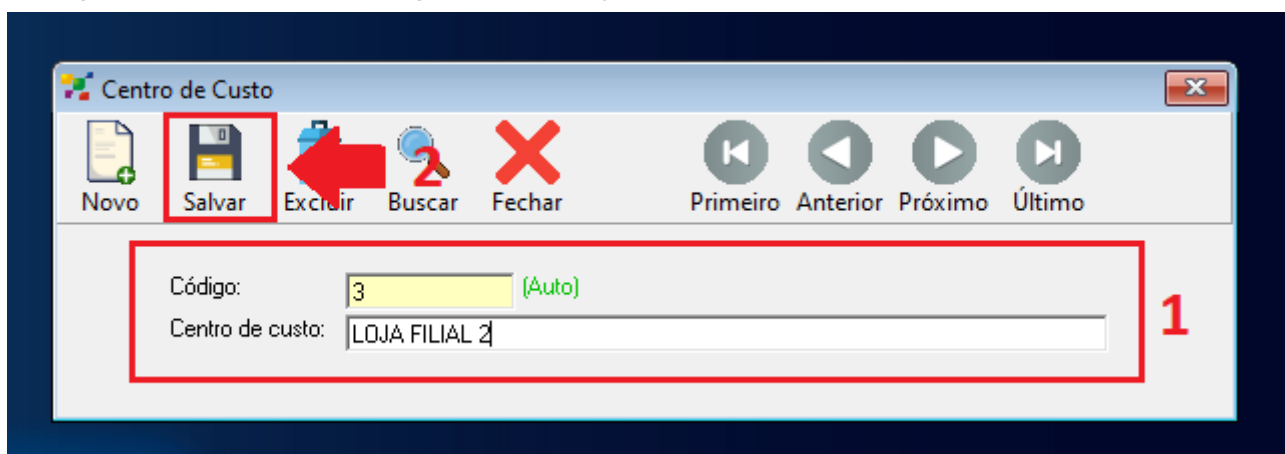 Centro de Custo
2
Novo Salvar Excluir Buscar Fechar Primeiro Anterior Próximo Último
Código: 3 (Auto)
Centro de custo: LOJA FILIAL 2
1